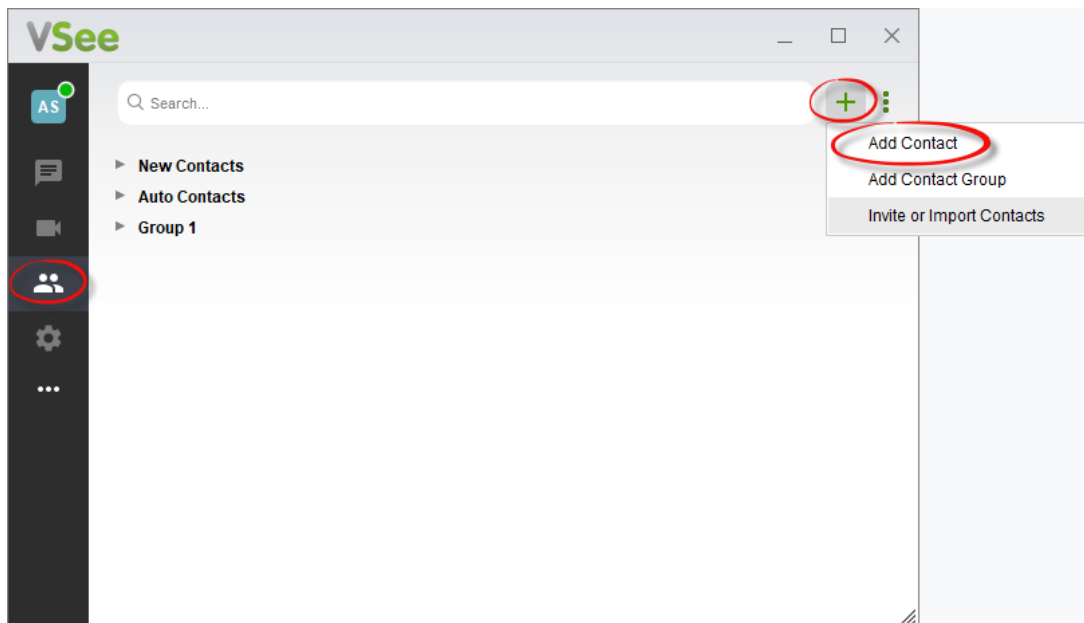 VSee
AS
Search...
Add Contact
Add Contact Group
Invite or Import Contacts
New Contacts
Auto Contacts
Group 1